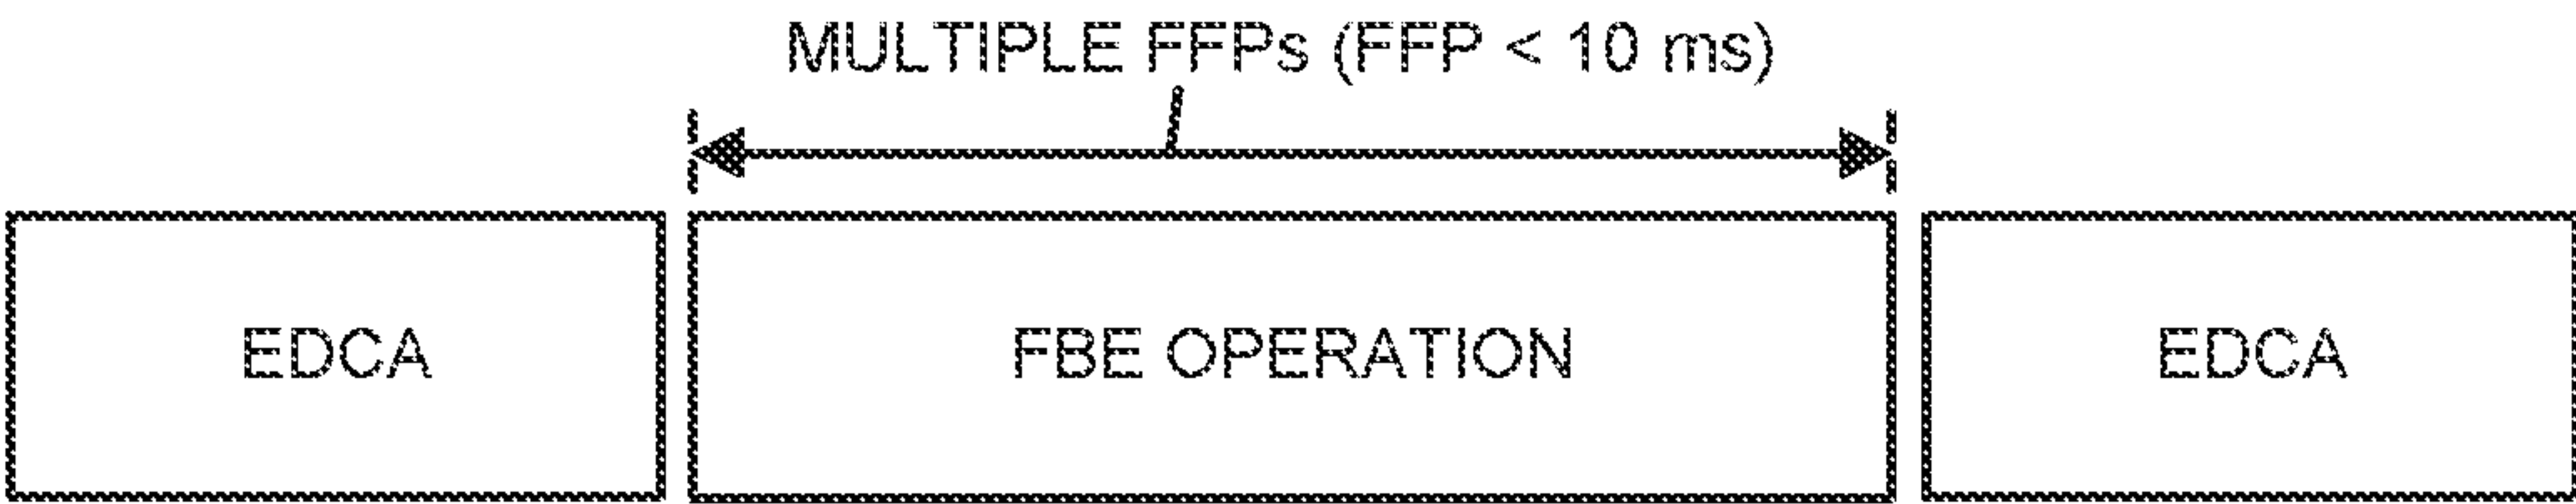 MULTIPLE FFPs (FFP < 10 ms)
EDCA
FBE OPERATION
EDCA